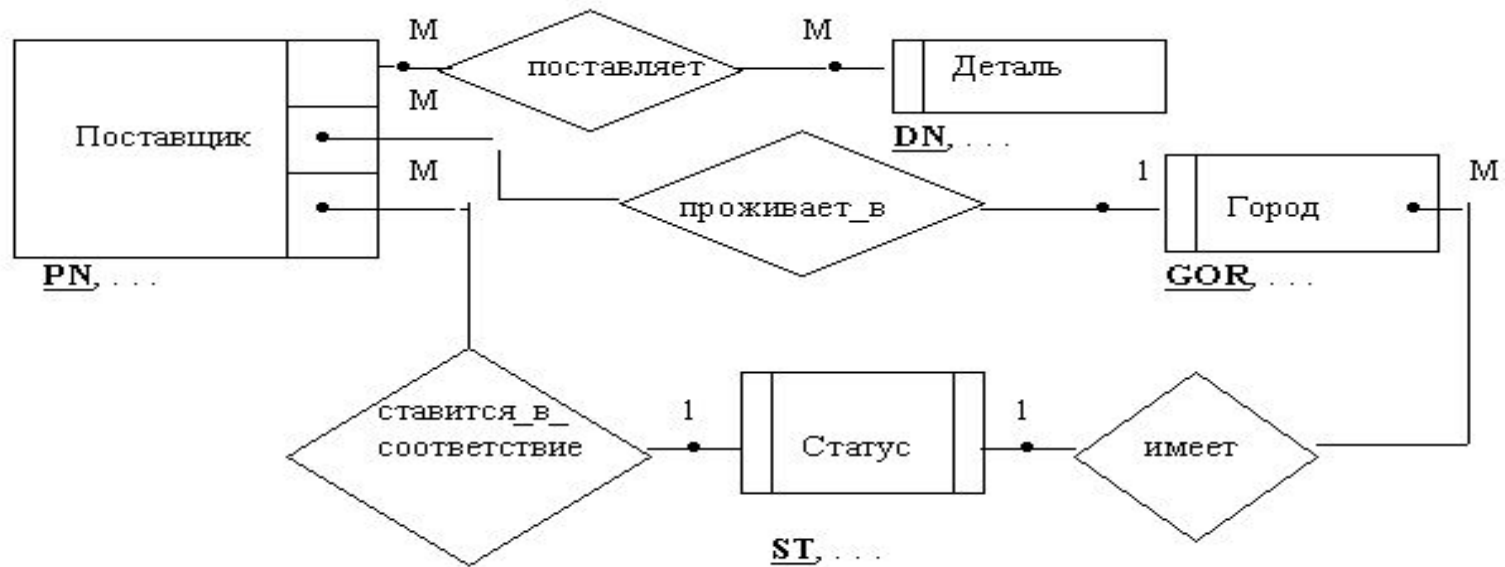 М
поставляет
М
Деталь
Поставщик
М
М
DN, . . .
проживает_в
1
Город
М
PN, . . .
GOR, . . .
ставится_в_
соответствие
1
Статус
1
имеет
ST, . . .